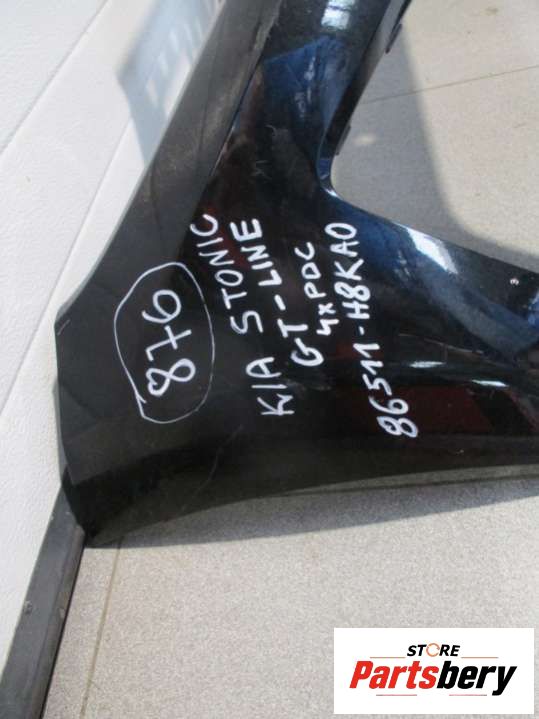 876
KIA STONIC
GT-LINE
4xPDC
86511-H8KA0
STORE
Partsbery